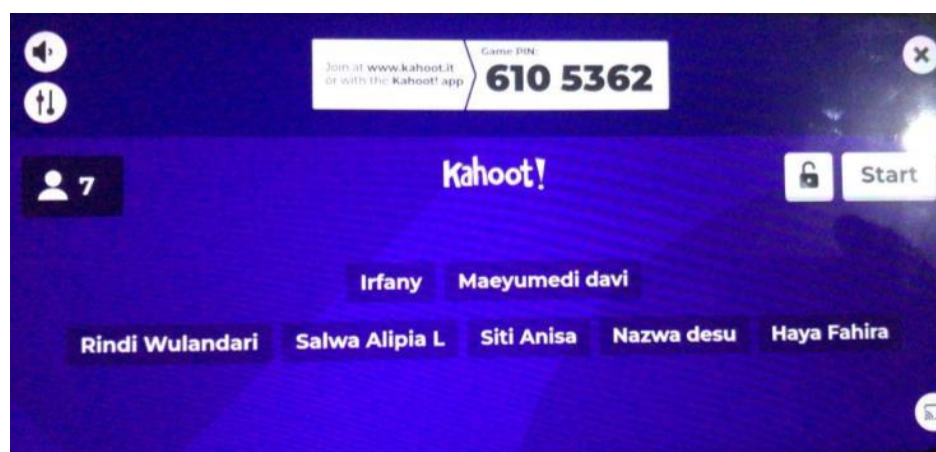 Join at www.kahoot.it
or with the Kahoot! app
Game PIN:
610 5362
7
Kahoot!
Start
Irfany Maeyumedi davi
Rindi Wulandari Salwa Alipia L Siti Anisa Nazwa desu Haya Fahira